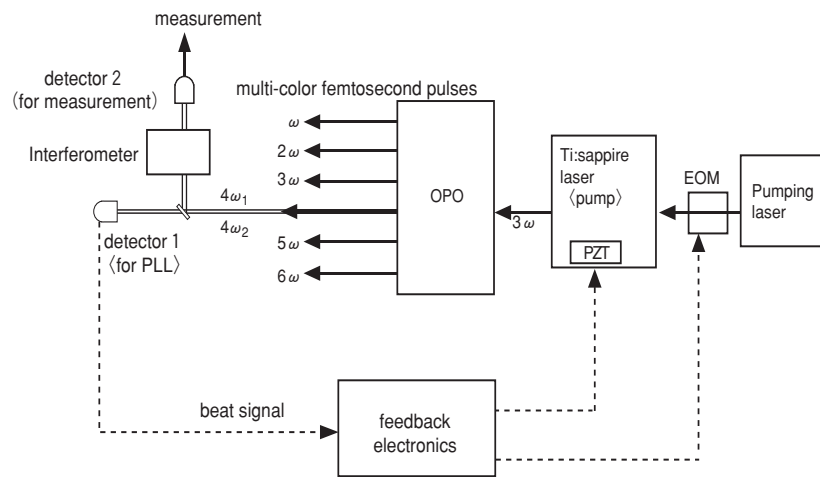 measurement
detector 2
(for measurement)
Interferometer
detector 1
〈for PLL〉
multi-color femtosecond pulses
ω
2ω
3ω
4ω₁
4ω₂
5ω
6ω
OPO
3ω
Ti:sappire
laser
〈pump〉
PZT
EOM
Pumping
laser
beat signal
feedback
electronics